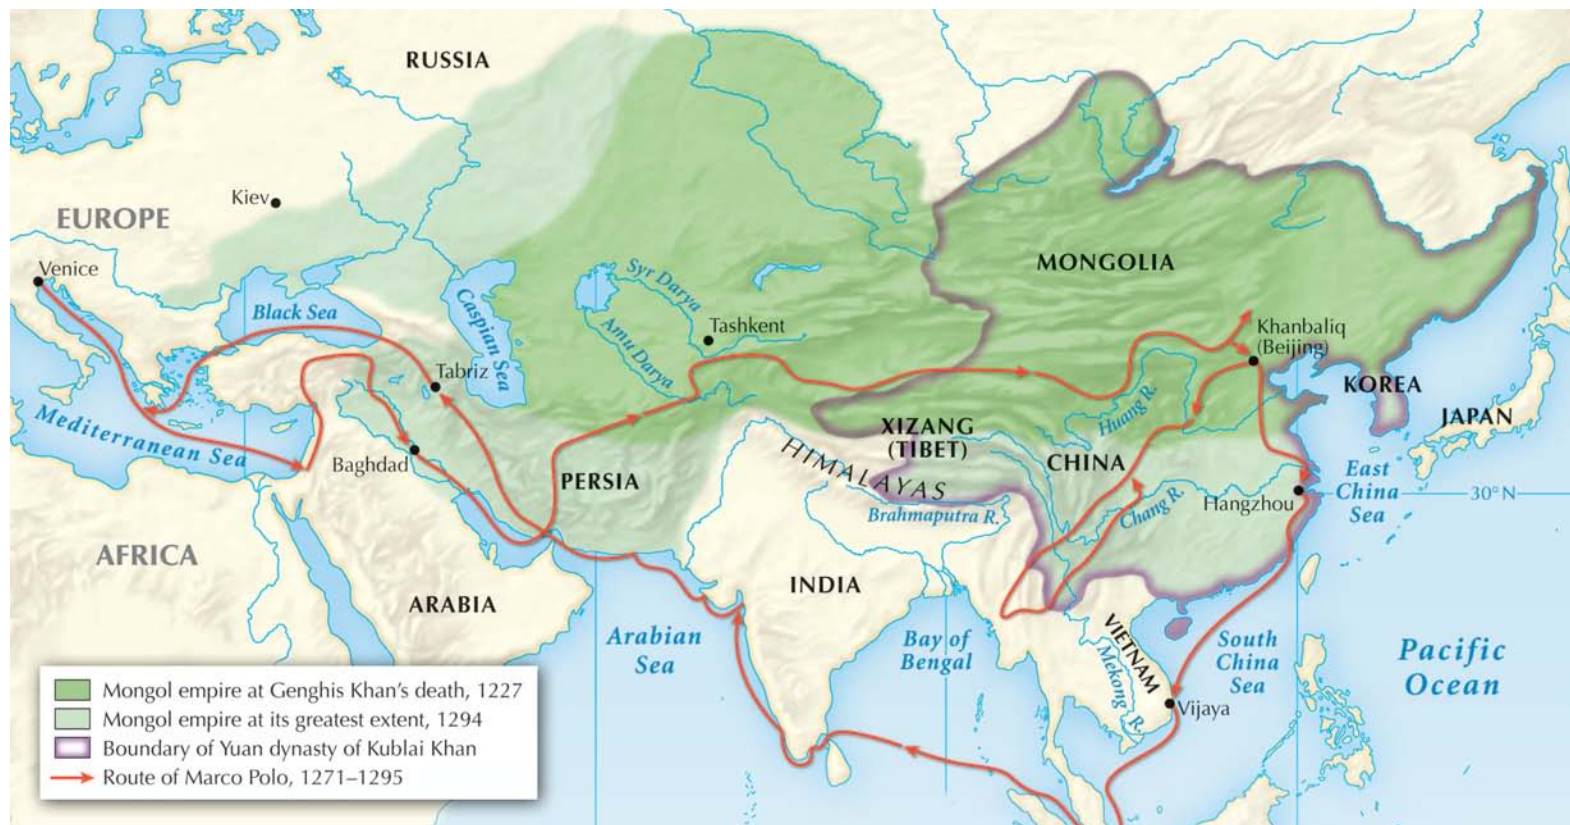 RUSSIA
Kiev
EUROPE
Venice
Black Sea
Caspian Sea
Syr Darya
Amu Darya
Tashkent
MONGOLIA
Khanbaliq
(Beijing)
Tabriz
KOREA
JAPAN
Mediterranean Sea
Baghdad
PERSIA
XIZANG
(TIBET)
HIMALAYAS
Huang R.
CHINA
Chang R.
Hangzhou
East
China
Sea
30°N
Brahmaputra R.
AFRICA
ARABIA
INDIA
Arabian
Sea
Bay of
Bengal
VIETNAM
Mekong R.
South
China
Sea
Vijaya
Pacific
Ocean
Mongol empire at Genghis Khan's death, 1227
Mongol empire at its greatest extent, 1294
Boundary of Yuan dynasty of Kublai Khan
Route of Marco Polo, 1271–1295